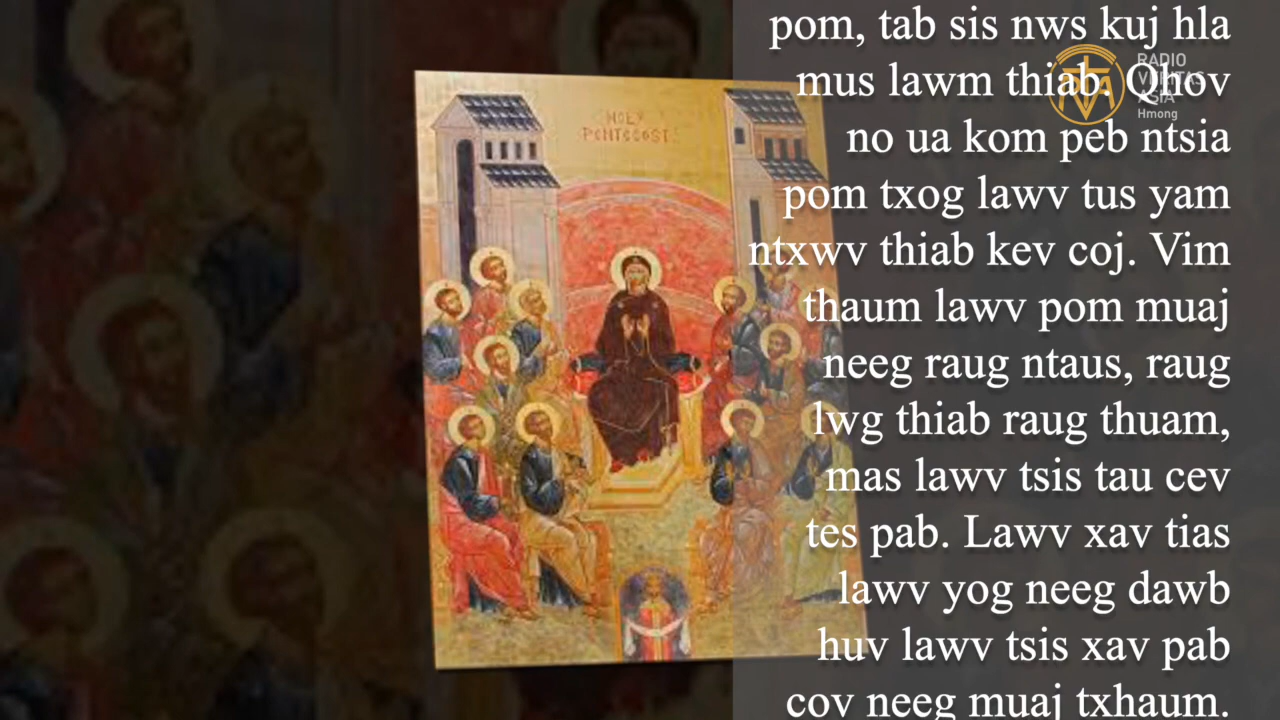 pom, tab sis nws kuj hla
mus lawm thiab. Qhov
no ua kom peb ntsia
pom txog lawv tus yam
ntxwv thiab kev coj. Vim
thaum lawv pom muaj
neeg raug ntaus, raug
lwg thiab raug thuam,
mas lawv tsis tau cev
tes pab. Lawv xav tias
lawv yog neeg dawb
huv lawv tsis xav pab
cov neeg muaj txhaum.
RADIO
VERITAS
ASIA
Hmong
HOLY
PENTECOST